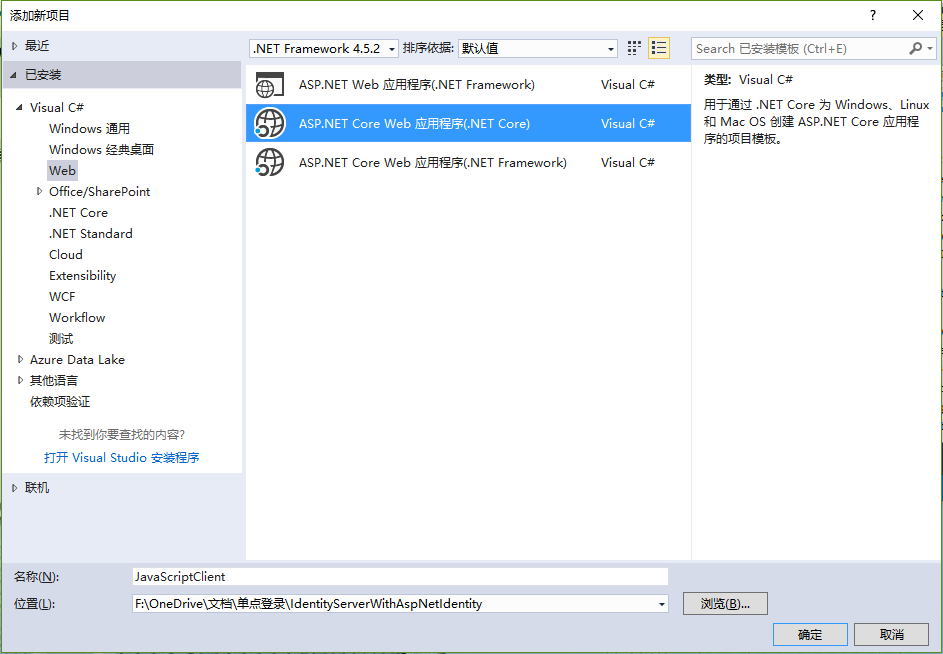 添加新项目
?
最近
.NET Framework 4.5.2
排序依据:
默认值
Search 已安装模板 (Ctrl+E)
已安装
Visual C#
Windows 通用
Windows 经典桌面
Web
Office/SharePoint
.NET Core
.NET Standard
Cloud
Extensibility
WCF
Workflow
测试
Azure Data Lake
其他语言
依赖项验证
未找到你要查找的内容?
打开 Visual Studio 安装程序
联机
ASP.NET Web 应用程序(.NET Framework) Visual C#
ASP.NET Core Web 应用程序(.NET Core) Visual C#
ASP.NET Core Web 应用程序(.NET Framework) Visual C#
类型: Visual C#
用于通过 .NET Core 为 Windows、Linux
和 Mac OS 创建 ASP.NET Core 应用程
序的项目模板。
名称(N): JavaScriptClient
位置(L): F:\OneDrive\文档\单点登录\IdentityServerWithAspNetIdentity
浏览(B)...
确定
取消